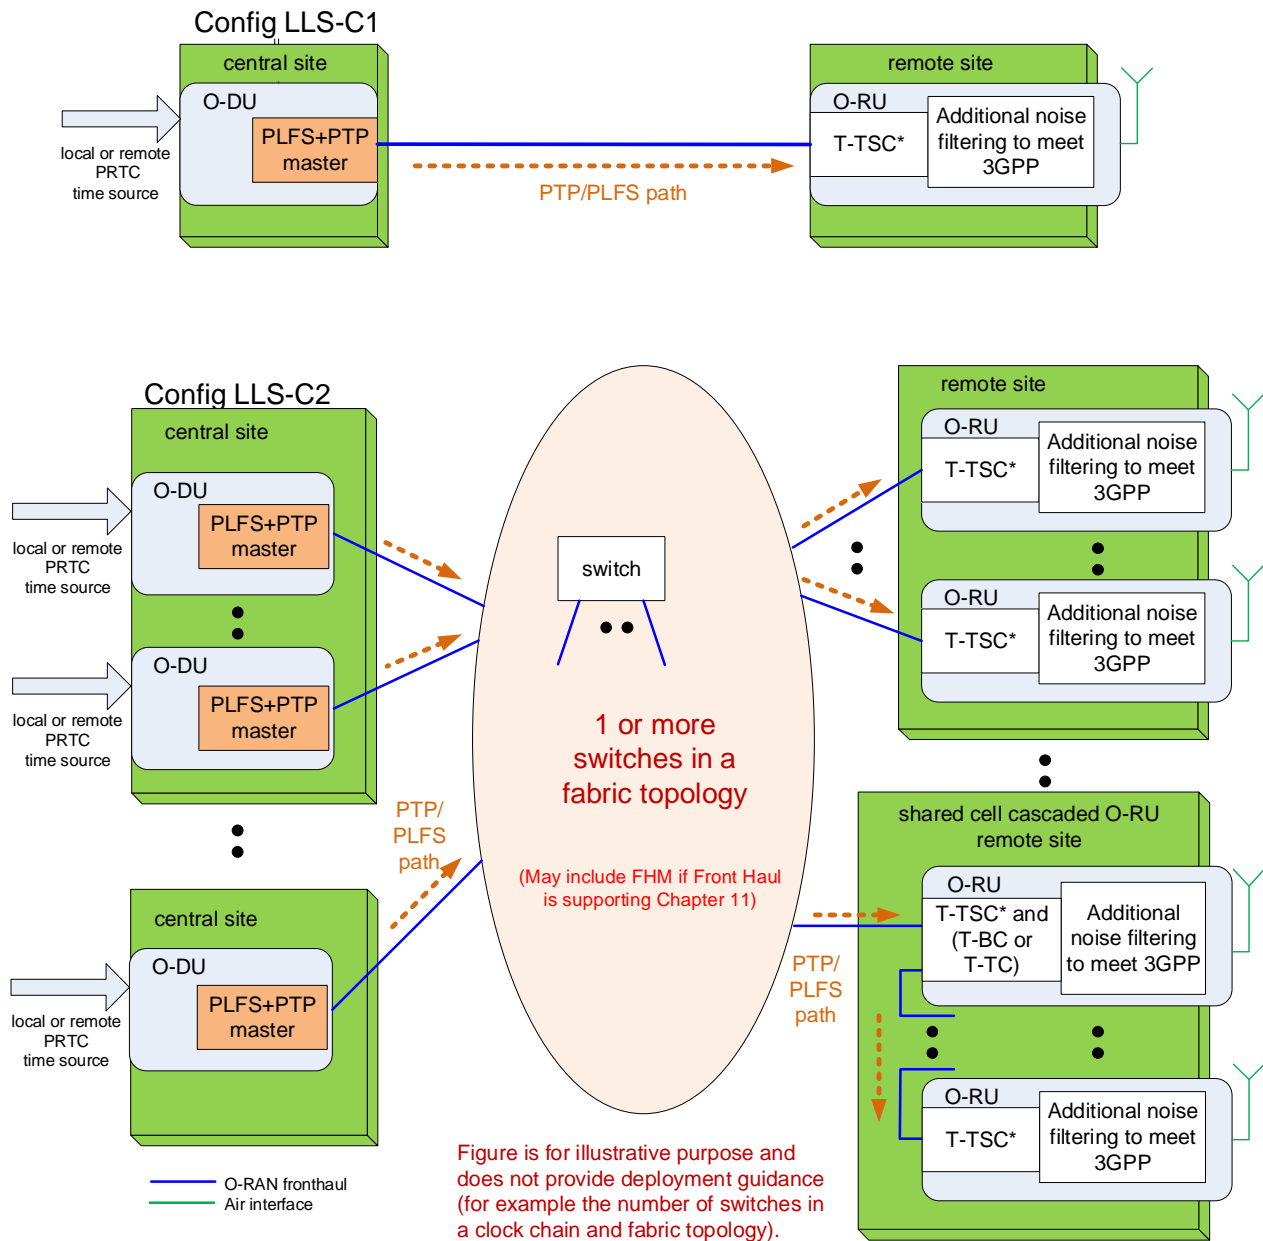 Config LLS-C1
central site
O-DU
PLFS+PTP
master
local or remote
PRTC
time source
PTP/PLFS path
remote site
O-RU
T-TSC*
Additional noise
filtering to meet
3GPP
Config LLS-C2
central site
O-DU
PLFS+PTP
master
local or remote
PRTC
time source
O-DU
PLFS+PTP
master
local or remote
PRTC
time source
PTP/
PLFS
path
central site
O-DU
PLFS+PTP
master
local or remote
PRTC
time source
switch
1 or more
switches in a
fabric topology
(May include FHM if Front Haul
is supporting Chapter 11)
remote site
O-RU
T-TSC*
Additional noise
filtering to meet
3GPP
O-RU
T-TSC*
Additional noise
filtering to meet
3GPP
shared cell cascaded O-RU
remote site
O-RU
T-TSC* and
(T-BC or
T-TC)
Additional
noise filtering
to meet 3GPP
PTP/
PLFS
path
O-RU
T-TSC*
Additional noise
filtering to meet
3GPP
O-RAN fronthaul
Air interface
Figure is for illustrative purpose and
does not provide deployment guidance
(for example the number of switches in
a clock chain and fabric topology).